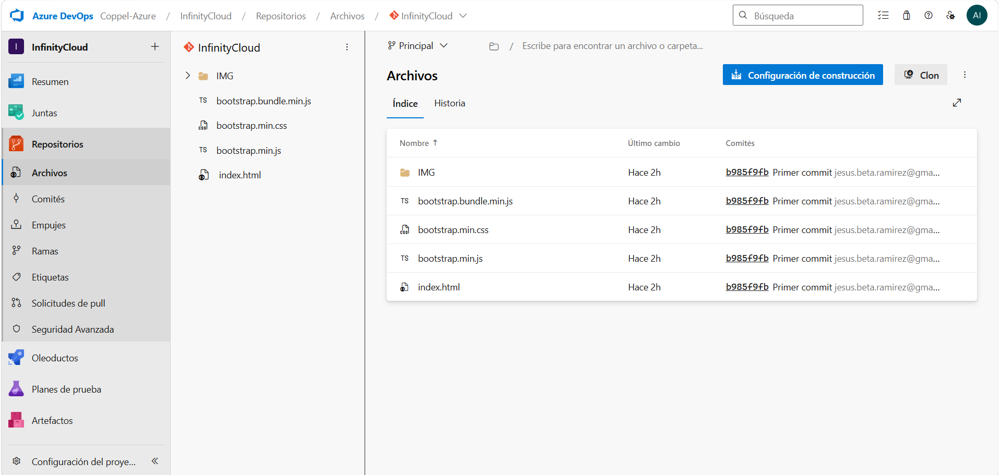 Azure DevOps Coppel-Azure / InfinityCloud / Repositorios / Archivos / InfinityCloud
Búsqueda
AI
I InfinityCloud +
Resumen
Juntas
Repositorios
Archivos
Comités
Empujes
Ramas
Etiquetas
Solicitudes de pull
Seguridad Avanzada
Oleoductos
Planes de prueba
Artefactos
Configuración del proye...
InfinityCloud
IMG
TS bootstrap.bundle.min.js
CSS bootstrap.min.css
TS bootstrap.min.js
index.html
Principal / Escribe para encontrar un archivo o carpeta...
Archivos
Configuración de construcción
Clon
Índice Historia
Nombre ↑ Último cambio Comités
IMG Hace 2h b985f9fb Primer commit jesus.beta.ramirez@gma...
TS bootstrap.bundle.min.js Hace 2h b985f9fb Primer commit jesus.beta.ramirez@gma...
CSS bootstrap.min.css Hace 2h b985f9fb Primer commit jesus.beta.ramirez@gma...
TS bootstrap.min.js Hace 2h b985f9fb Primer commit jesus.beta.ramirez@gma...
index.html Hace 2h b985f9fb Primer commit jesus.beta.ramirez@gma...